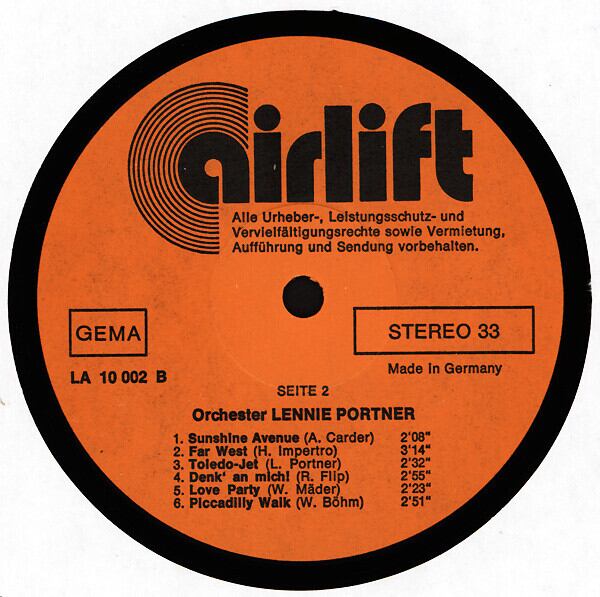 airlift
Alle Urheber-, Leistungsschutz- und
Vervielfältigungsrechte sowie Vermietung,
Aufführung und Sendung vorbehalten.
GEMA
STEREO 33
LA 10 002 B
Made in Germany
SEITE 2
Orchester LENNIE PORTNER
1. Sunshine Avenue (A. Carder) 2'08"
2. Far West (H. Impertro) 3'14"
3. Toledo-Jet (L. Portner) 2'32"
4. Denk' an mich! (R. Flip) 2'55"
5. Love Party (W. Mäder) 2'23"
6. Piccadilly Walk (W. Böhm) 2'51"